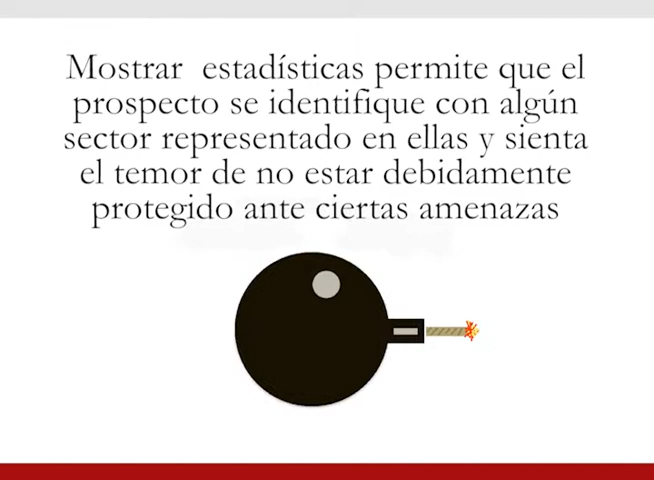 Mostrar estadísticas permite que el
prospecto se identifique con algún
sector representado en ellas y sienta
el temor de no estar debidamente
protegido ante ciertas amenazas